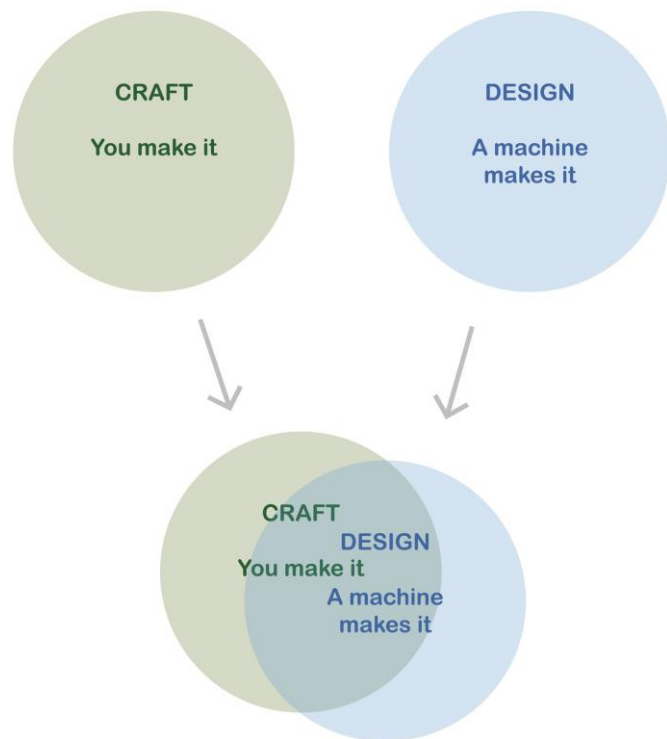 CRAFT
You make it
DESIGN
A machine
makes it
CRAFT
DESIGN
You make it
A machine
makes it